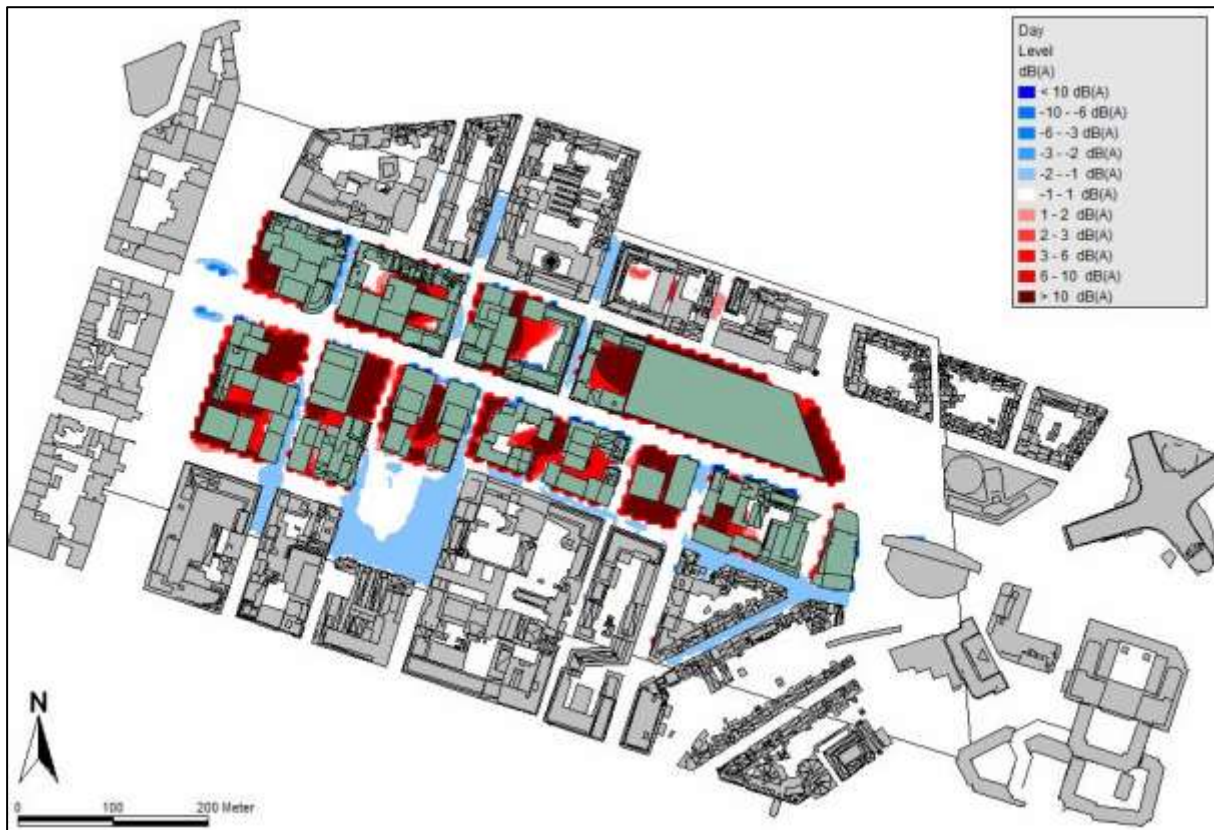 Day
Level
dB(A)
< 10 dB(A)
-10 - -6 dB(A)
-6 - -3 dB(A)
-3 - -2 dB(A)
-2 - -1 dB(A)
-1 - 1 dB(A)
1 - 2 dB(A)
2 - 3 dB(A)
3 - 6 dB(A)
6 - 10 dB(A)
> 10 dB(A)
N
0 100 200 Meter